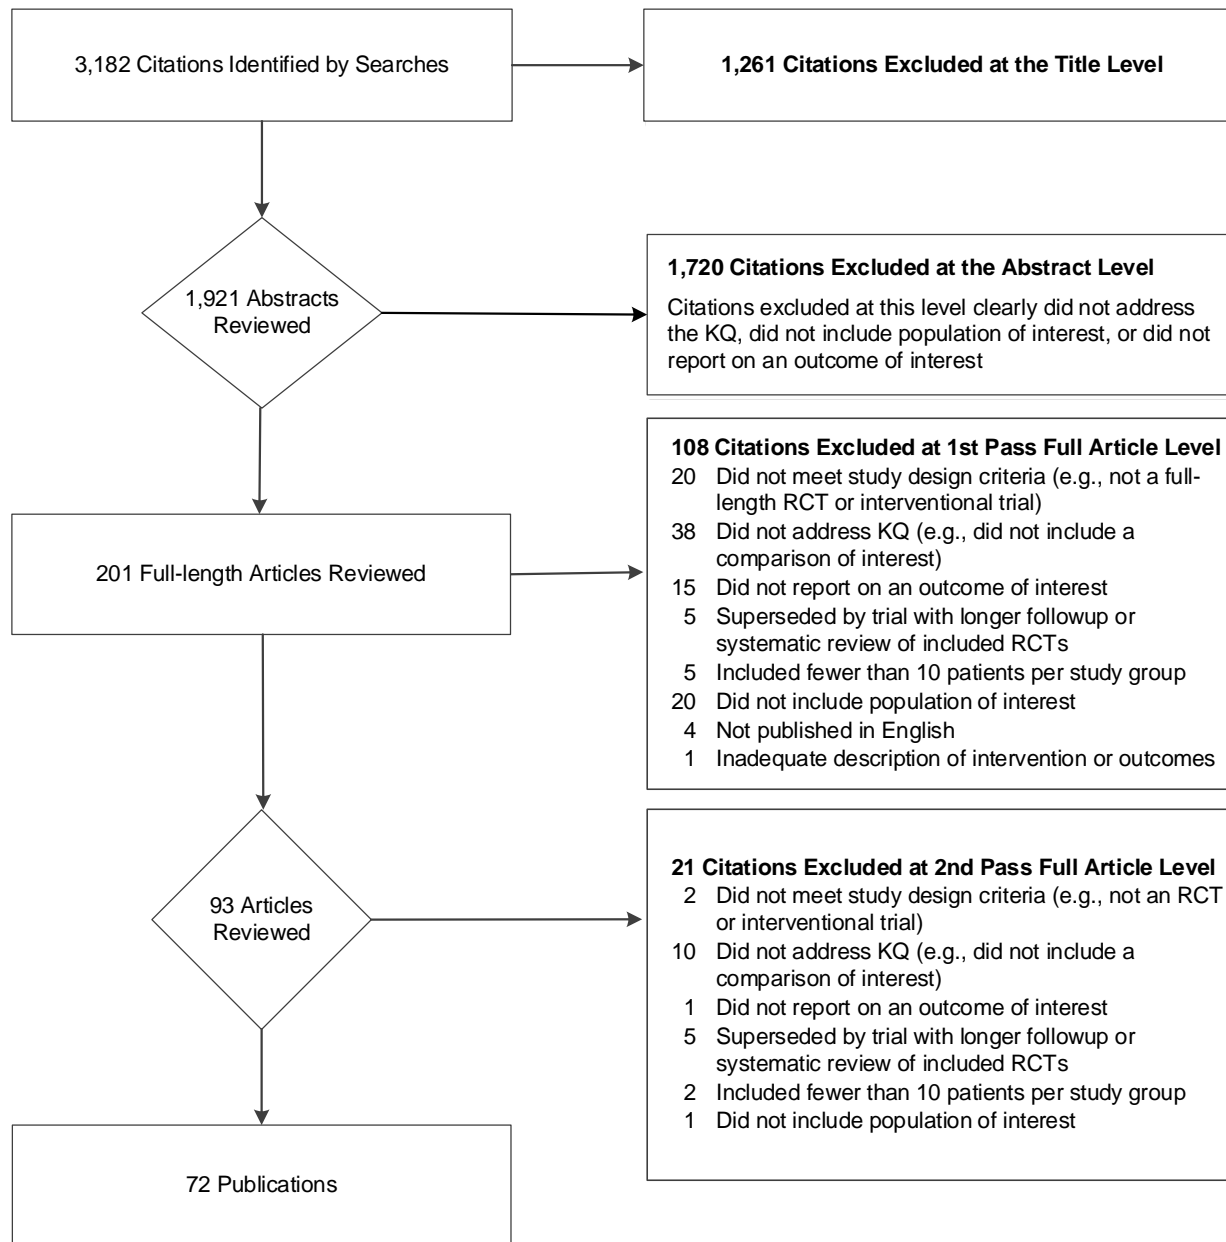 3,182 Citations Identified by Searches
1,261 Citations Excluded at the Title Level
1,921 Abstracts
Reviewed
1,720 Citations Excluded at the Abstract Level
Citations excluded at this level clearly did not address
the KQ, did not include population of interest, or did not
report on an outcome of interest
201 Full-length Articles Reviewed
108 Citations Excluded at 1st Pass Full Article Level
20 Did not meet study design criteria (e.g., not a full-
length RCT or interventional trial)
38 Did not address KQ (e.g., did not include a
comparison of interest)
15 Did not report on an outcome of interest
5 Superseded by trial with longer followup or
systematic review of included RCTs
5 Included fewer than 10 patients per study group
20 Did not include population of interest
4 Not published in English
1 Inadequate description of intervention or outcomes
93 Articles
Reviewed
21 Citations Excluded at 2nd Pass Full Article Level
2 Did not meet study design criteria (e.g., not an RCT
or interventional trial)
10 Did not address KQ (e.g., did not include a
comparison of interest)
1 Did not report on an outcome of interest
5 Superseded by trial with longer followup or
systematic review of included RCTs
2 Included fewer than 10 patients per study group
1 Did not include population of interest
72 Publications